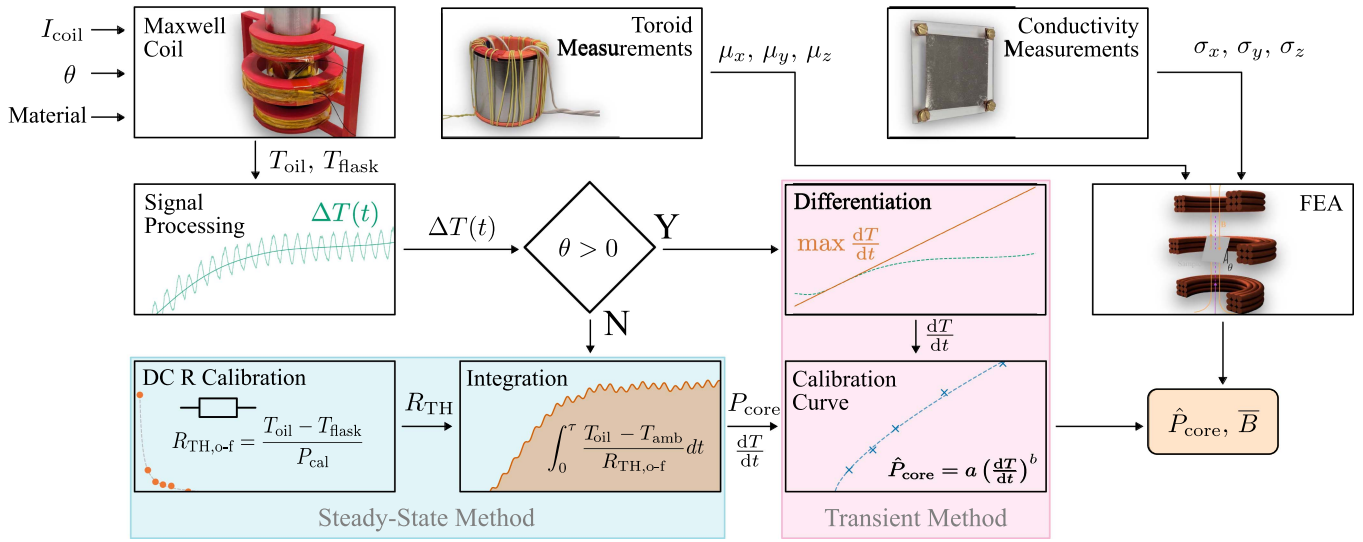 I_coil
θ
Material
Maxwell
Coil
Toroid
Measurements
μ_x, μ_y, μ_z
Conductivity
Measurements
σ_x, σ_y, σ_z
T_oil, T_flask
Signal
Processing
ΔT(t)
ΔT(t)
θ > 0
Y
N
Differentiation
max dT/dt
dT/dt
FEA
θ
DC R Calibration
R_TH,o-f = (T_oil − T_flask)/P_cal
R_TH
Integration
∫_0^τ (T_oil − T_amb)/R_TH,o-f dt
P_core
dT/dt
Calibration
Curve
P̂_core = a (dT/dt)^b
P̂_core, B̅
Steady-State Method
Transient Method